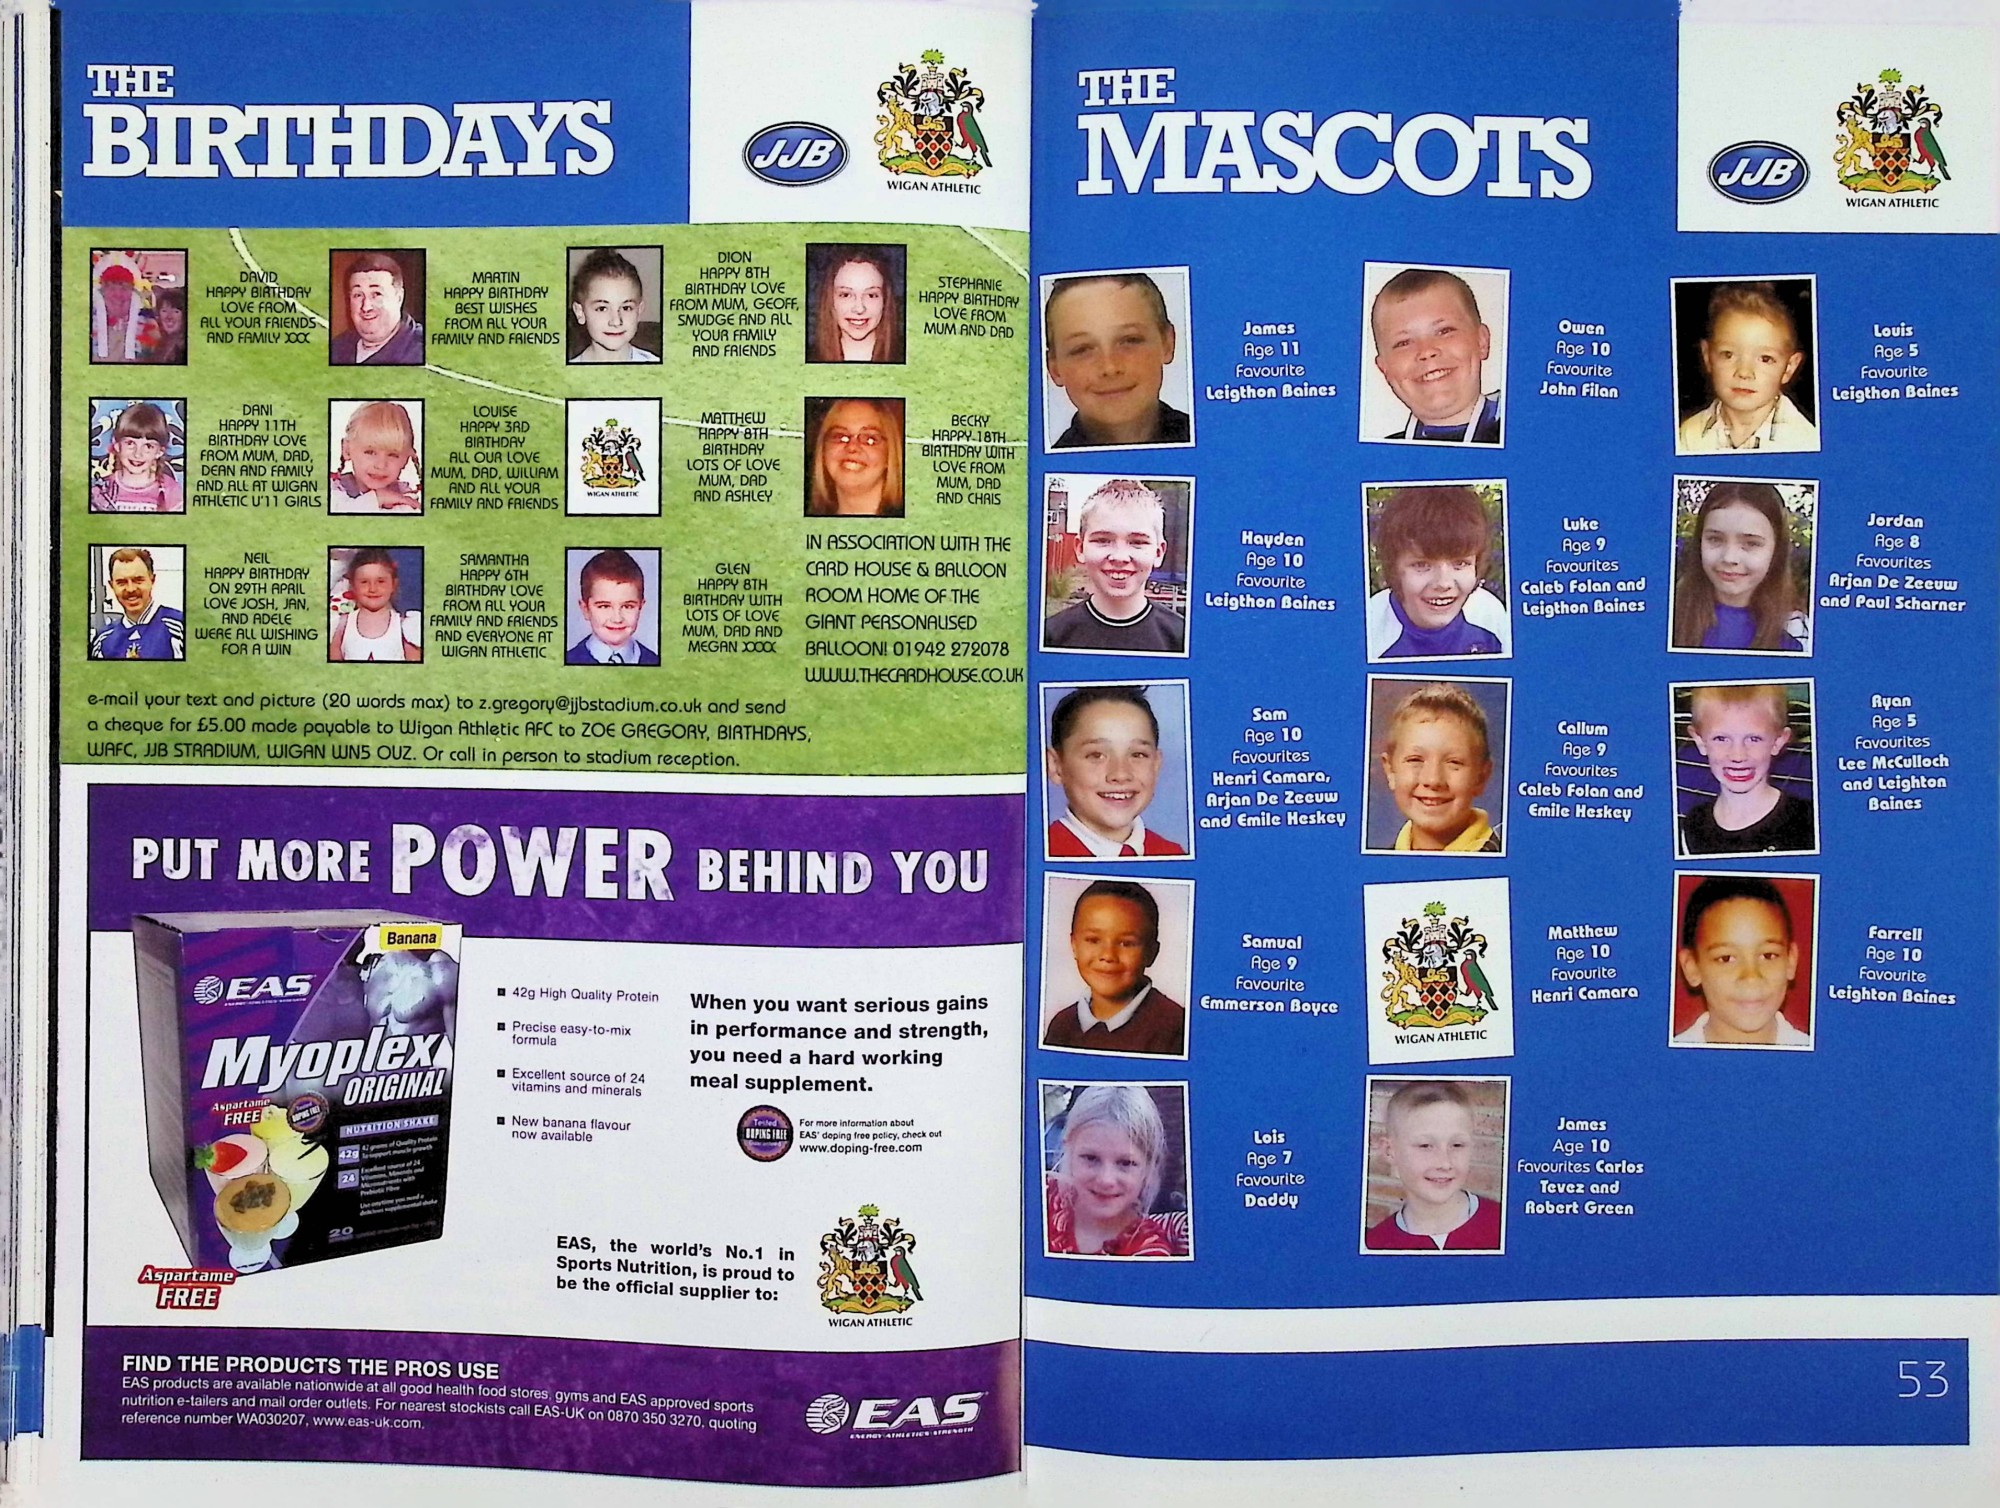 THE
BIRTHDAYS
JJB
WIGAN ATHLETIC
DAVID
HAPPY BIRTHDAY
LOVE FROM
ALL YOUR FRIENDS
AND FAMILY XXX
MARTIN
HAPPY BIRTHDAY
BEST WISHES
FROM ALL YOUR
FAMILY AND FRIENDS
DION
HAPPY 8TH
BIRTHDAY LOVE
FROM MUM, GEOFF,
SMUDGE AND ALL
YOUR FAMILY
AND FRIENDS
STEPHANIE
HAPPY BIRTHDAY
LOVE FROM
MUM AND DAD
DANI
HAPPY 11TH
BIRTHDAY LOVE
FROM MUM, DAD,
DEAN AND FAMILY
AND ALL AT WIGAN
ATHLETIC U'11 GIRLS
LOUISE
HAPPY 3RD
BIRTHDAY
ALL OUR LOVE
MUM, DAD, WILLIAM
AND ALL YOUR
FAMILY AND FRIENDS
WIGAN ATHLETIC
MATTHEW
HAPPY 8TH
BIRTHDAY
LOTS OF LOVE
MUM, DAD
AND ASHLEY
BECKY
HAPPY 18TH
BIRTHDAY WITH
LOVE FROM
MUM, DAD
AND CHRIS
NEIL
HAPPY BIRTHDAY
ON 29TH APRIL
LOVE JOSH, JAN,
AND ADELE
WERE ALL WISHING
FOR A WIN
SAMANTHA
HAPPY 6TH
BIRTHDAY LOVE
FROM ALL YOUR
FAMILY AND FRIENDS
AND EVERYONE AT
WIGAN ATHLETIC
GLEN
HAPPY 8TH
BIRTHDAY WITH
LOTS OF LOVE
MUM, DAD AND
MEGAN XXXX
IN ASSOCIATION WITH THE
CARD HOUSE & BALLOON
ROOM HOME OF THE
GIANT PERSONALISED
BALLOON! 01942 272078
WWW.THECARDHOUSE.CO.UK
e-mail your text and picture (20 words max) to z.gregory@jjbstadium.co.uk and send
a cheque for £5.00 made payable to Wigan Athletic AFC to ZOE GREGORY, BIRTHDAYS,
WAFC, JJB STRADIUM, WIGAN WN5 OUZ. Or call in person to stadium reception.
PUT MORE POWER BEHIND YOU
Banana
EAS
Myoplex
ORIGINAL
Aspartame
FREE
NUTRITION SHAKE
42g
24
20
Aspartame
FREE
42g High Quality Protein
Precise easy-to-mix
formula
Excellent source of 24
vitamins and minerals
New banana flavour
now available
When you want serious gains
in performance and strength,
you need a hard working
meal supplement.
Tested
DOPING FREE
For more information about
EAS' doping free policy, check out
www.doping-free.com
EAS, the world's No.1 in
Sports Nutrition, is proud to
be the official supplier to:
WIGAN ATHLETIC
FIND THE PRODUCTS THE PROS USE
EAS products are available nationwide at all good health food stores, gyms and EAS approved sports
nutrition e-tailers and mail order outlets. For nearest stockists call EAS-UK on 0870 350 3270, quoting
reference number WA030207, www.eas-uk.com.
EAS
ENERGY·ATHLETICS·STRENGTH
THE
MASCOTS
JJB
WIGAN ATHLETIC
James
Age 11
Favourite
Leigthon Baines
Owen
Age 10
Favourite
John Filan
Louis
Age 5
Favourite
Leigthon Baines
Hayden
Age 10
Favourite
Leigthon Baines
Luke
Age 9
Favourites
Caleb Folan and
Leigthon Baines
Jordan
Age 8
Favourites
Arjan De Zeeuw
and Paul Scharner
Sam
Age 10
Favourites
Henri Camara,
Arjan De Zeeuw
and Emile Heskey
Callum
Age 9
Favourites
Caleb Folan and
Emile Heskey
Ryan
Age 5
Favourites
Lee McCulloch
and Leighton
Baines
Samual
Age 9
Favourite
Emmerson Boyce
WIGAN ATHLETIC
Matthew
Age 10
Favourite
Henri Camara
Farrell
Age 10
Favourite
Leighton Baines
Lois
Age 7
Favourite
Daddy
James
Age 10
Favourites Carlos
Tevez and
Robert Green
53